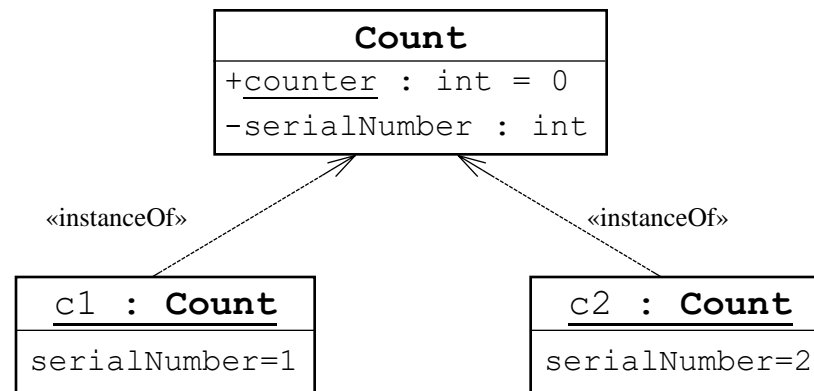 Count
+counter : int = 0
-serialNumber : int
«instanceOf»
«instanceOf»
c1 : Count
c2 : Count
serialNumber=1
serialNumber=2